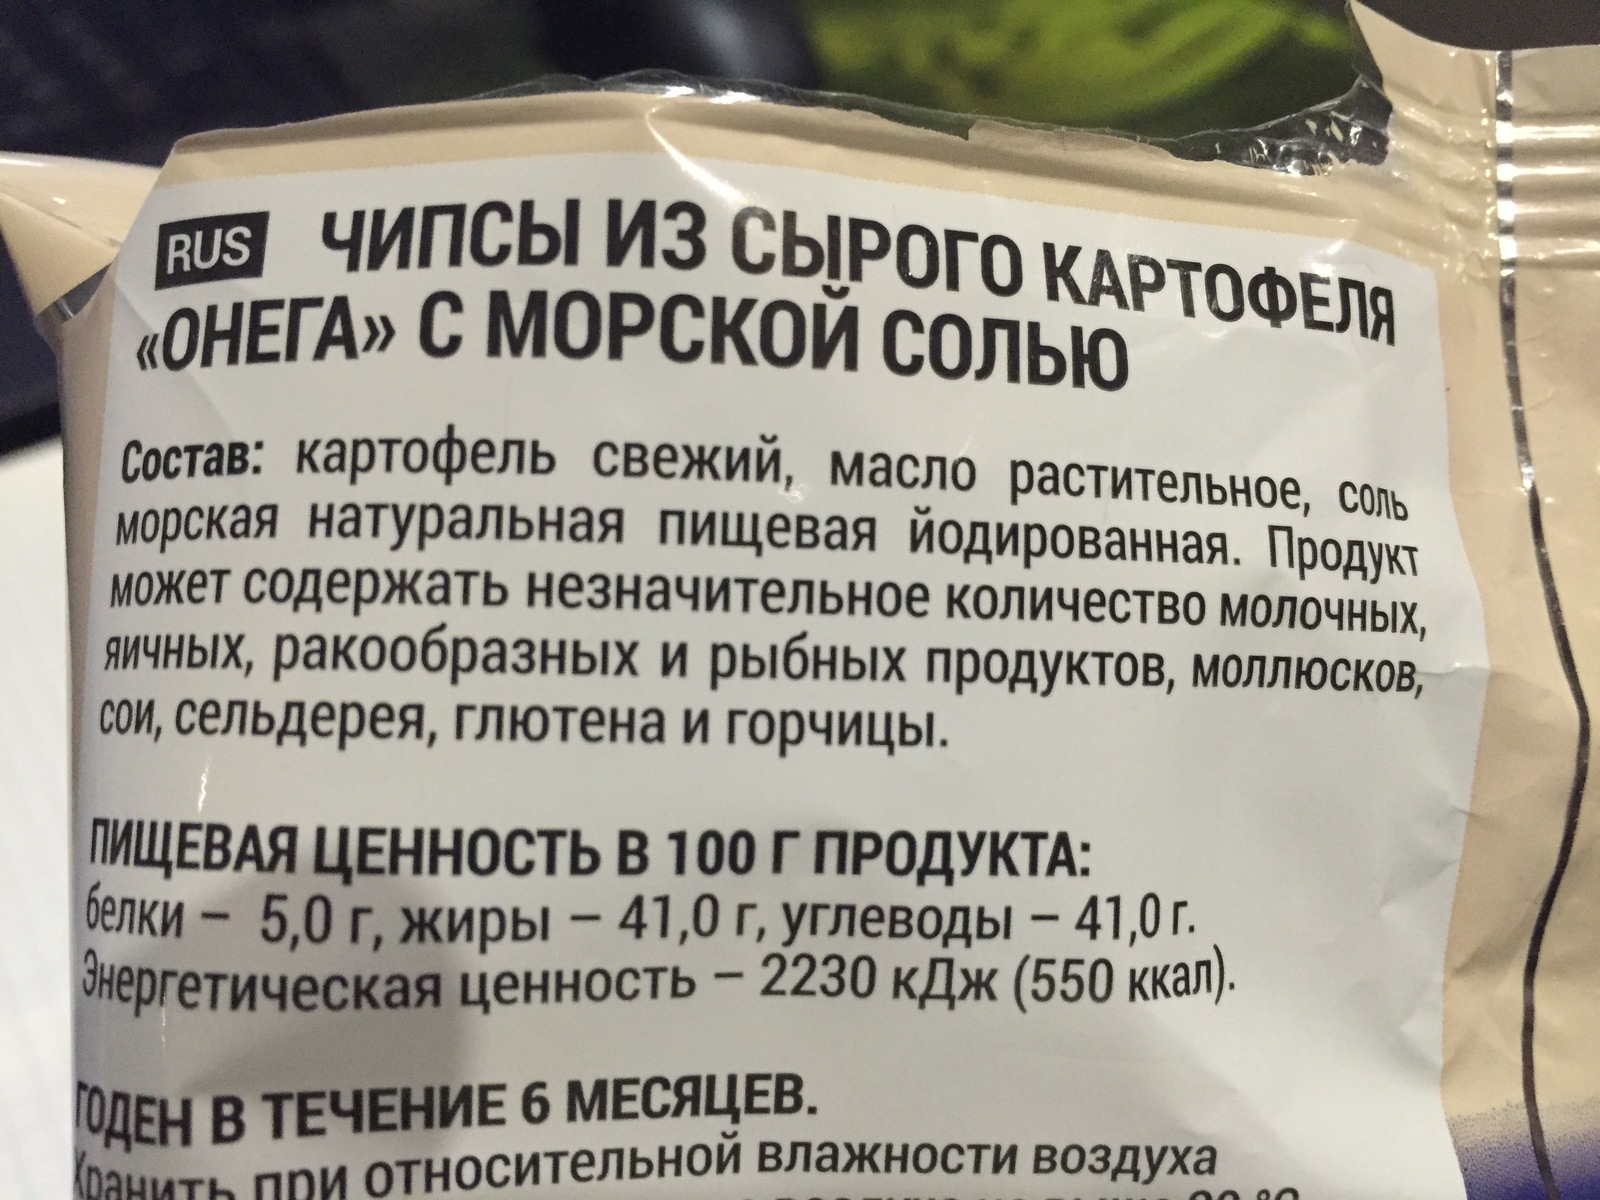 RUS ЧИПСЫ ИЗ СЫРОГО КАРТОФЕЛЯ
«ОНЕГА» С МОРСКОЙ СОЛЬЮ
Состав: картофель свежий, масло растительное, соль
морская натуральная пищевая йодированная. Продукт
может содержать незначительное количество молочных,
яичных, ракообразных и рыбных продуктов, моллюсков,
сои, сельдерея, глютена и горчицы.
ПИЩЕВАЯ ЦЕННОСТЬ В 100 Г ПРОДУКТА:
белки – 5,0 г, жиры – 41,0 г, углеводы – 41,0 г.
Энергетическая ценность – 2230 кДж (550 ккал).
ГОДЕН В ТЕЧЕНИЕ 6 МЕСЯЦЕВ.
Хранить при относительной влажности воздуха